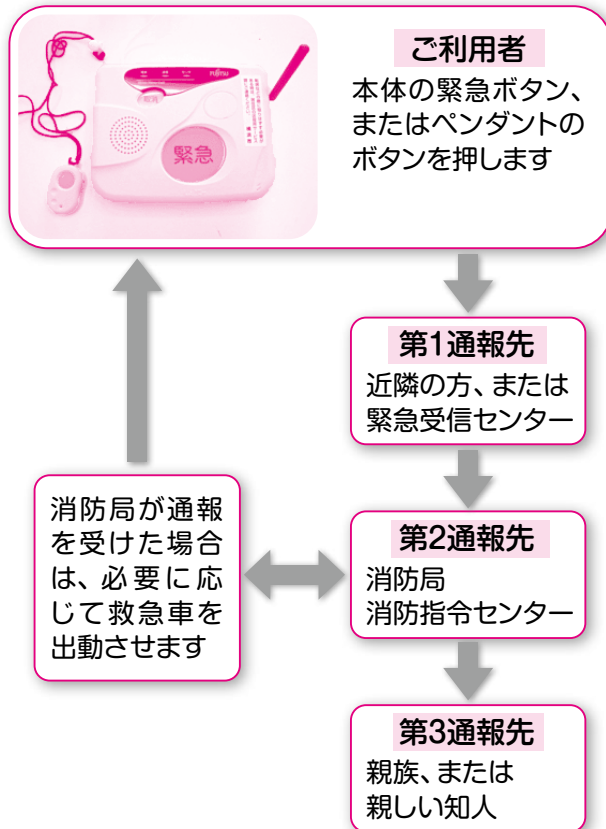 ご利用者
本体の緊急ボタン、
またはペンダントの
ボタンを押します
FUJITSU
緊急
第1通報先
近隣の方、または
緊急受信センター
消防局が通報
を受けた場合
は、必要に応
じて救急車を
出動させます
第2通報先
消防局
消防指令センター
第3通報先
親族、または
親しい知人